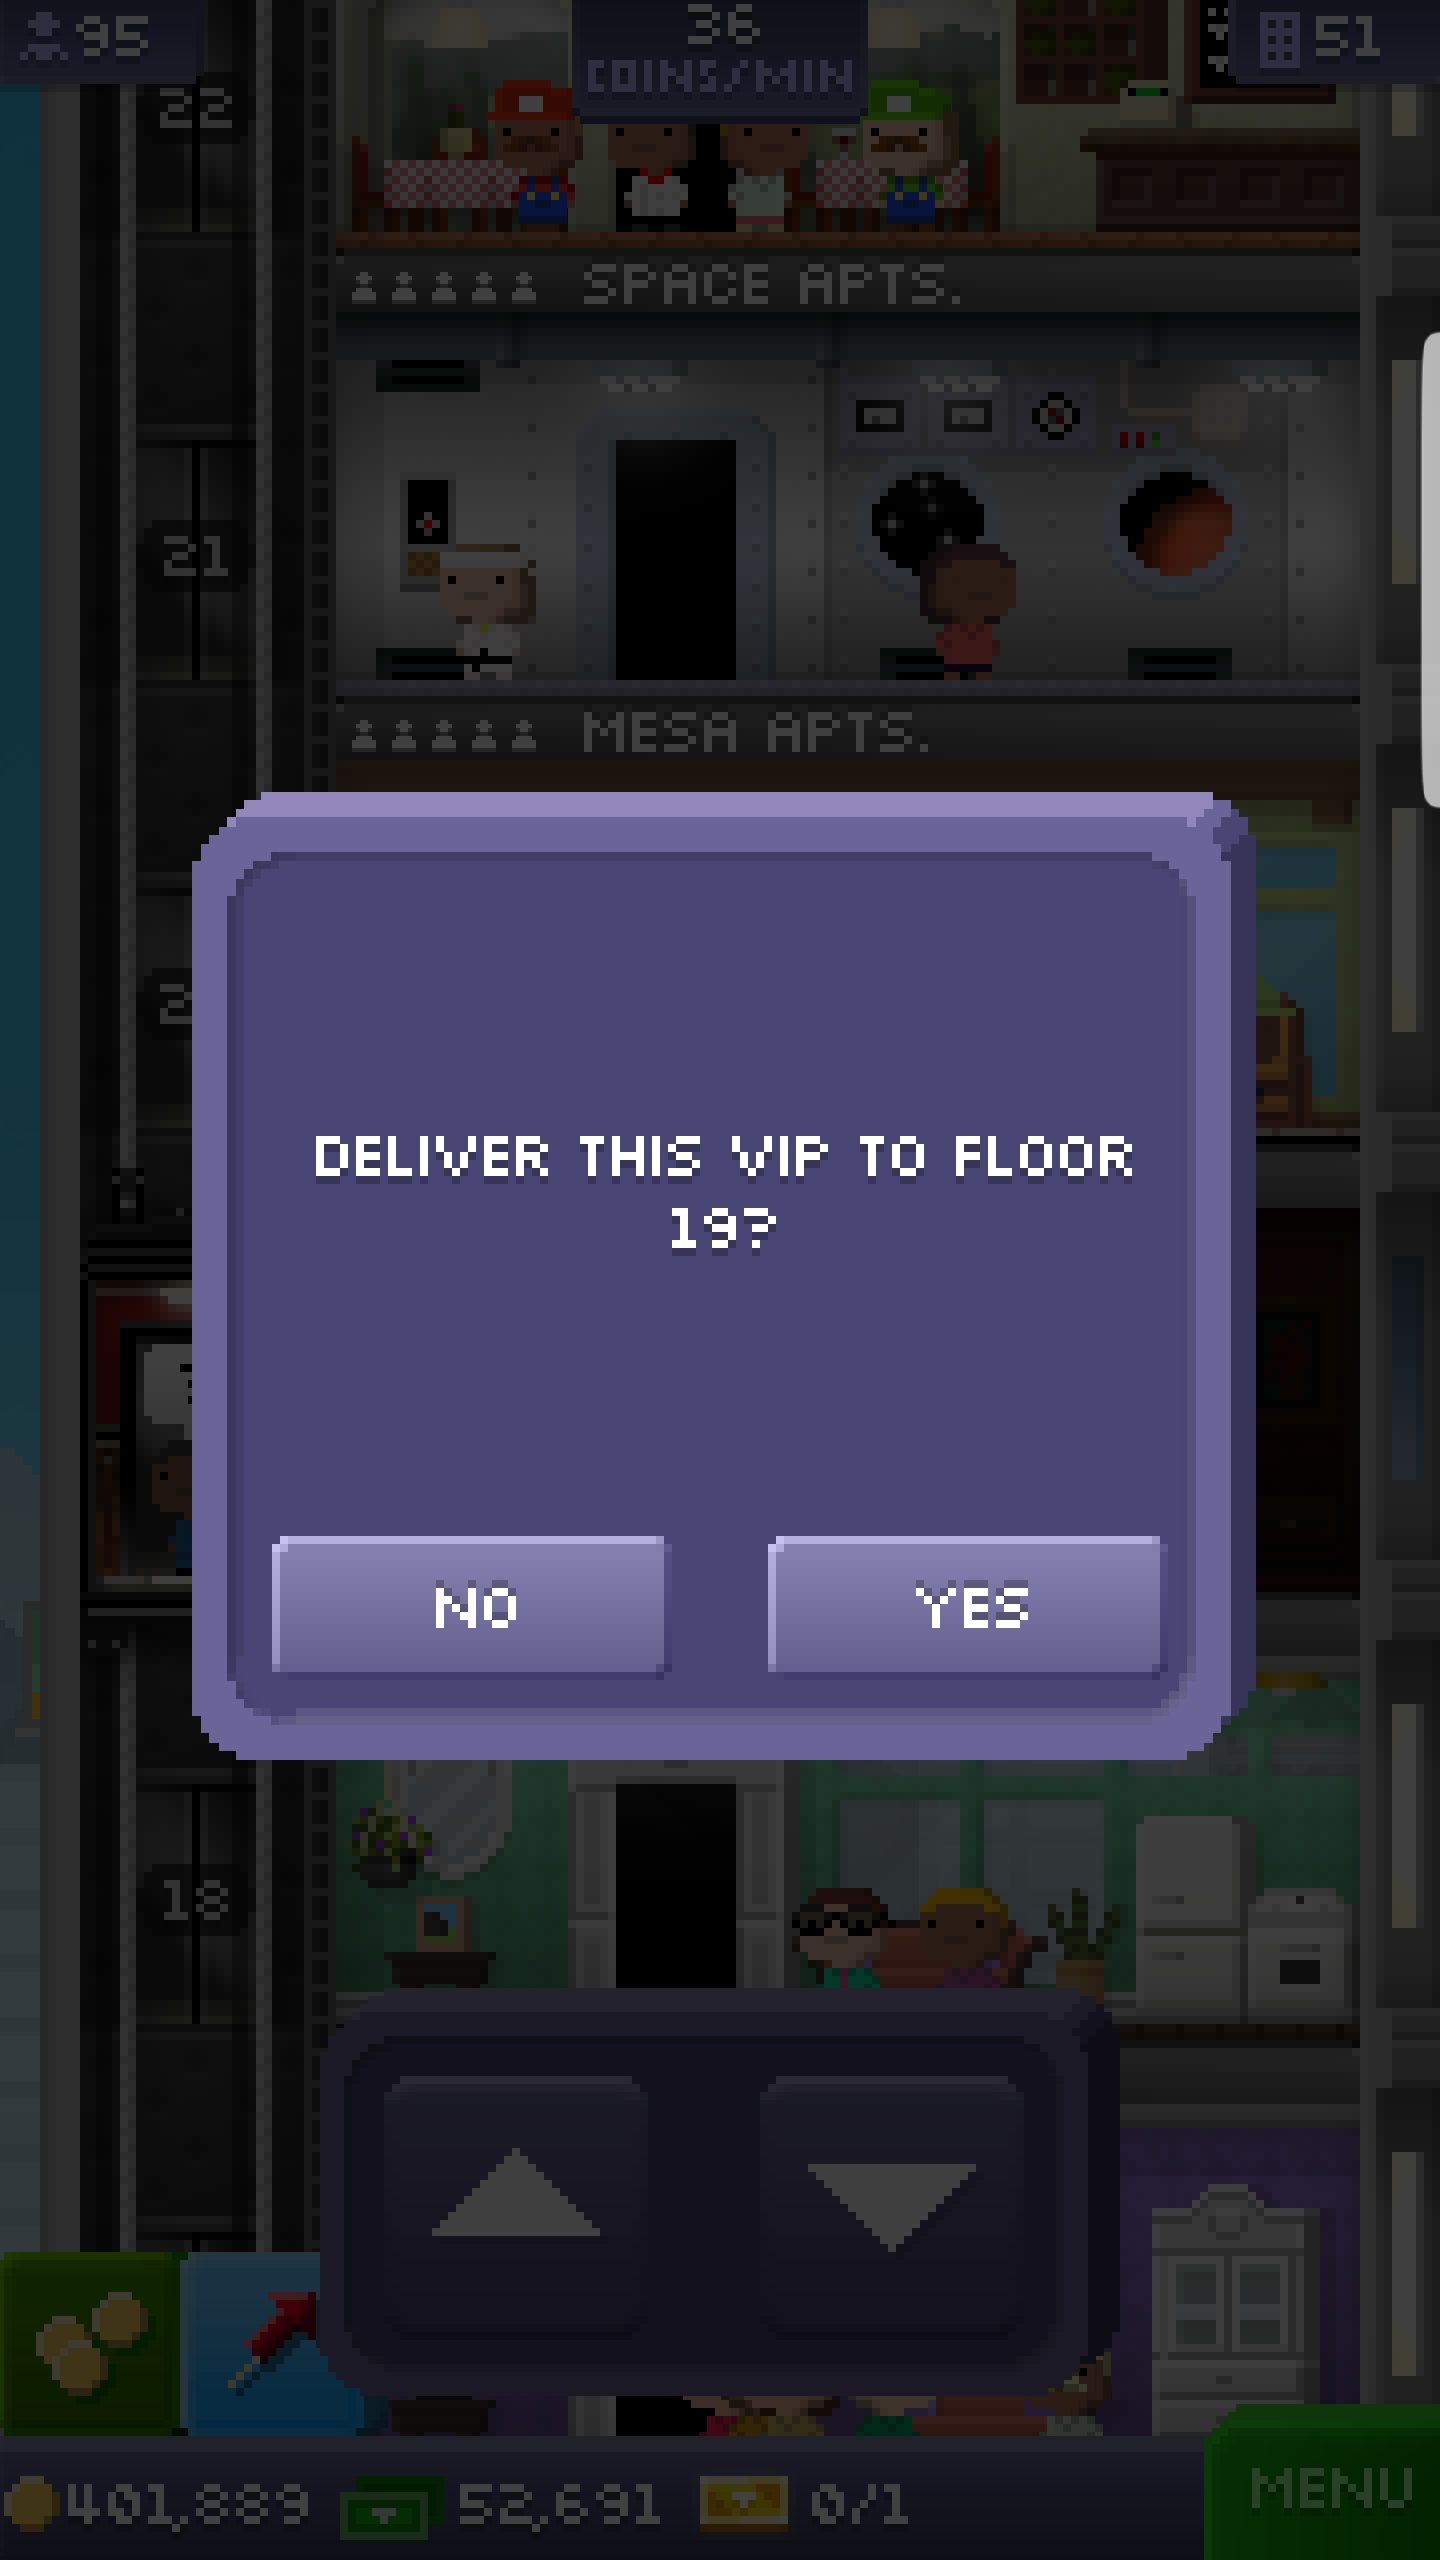 95
36
COINS/MIN
51
22
SPACE APTS.
21
MESA APTS.
DELIVER THIS VIP TO FLOOR
19?
NO
YES
18
401,889
52,691
0/1
MENU